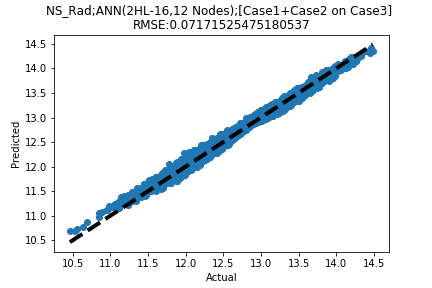 NS_Rad;ANN(2HL-16,12 Nodes);[Case1+Case2 on Case3]
RMSE:0.07171525475180537
14.5
14.0
13.5
13.0
12.5
12.0
11.5
11.0
10.5
Predicted
10.5 11.0 11.5 12.0 12.5 13.0 13.5 14.0 14.5
Actual